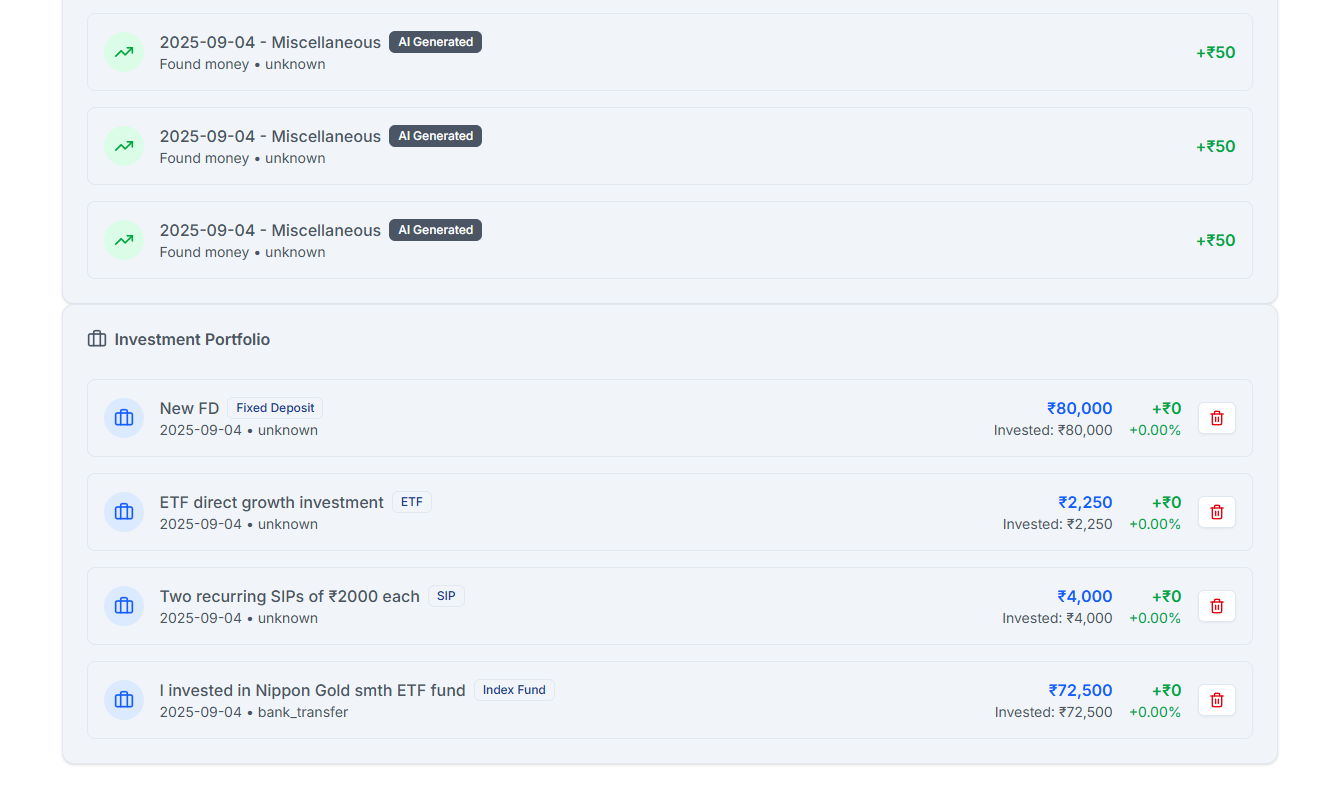 2025-09-04 - Miscellaneous AI Generated
Found money • unknown
+₹50
2025-09-04 - Miscellaneous AI Generated
Found money • unknown
+₹50
2025-09-04 - Miscellaneous AI Generated
Found money • unknown
+₹50
Investment Portfolio
New FD Fixed Deposit
2025-09-04 • unknown
₹80,000 +₹0
Invested: ₹80,000 +0.00%
ETF direct growth investment ETF
2025-09-04 • unknown
₹2,250 +₹0
Invested: ₹2,250 +0.00%
Two recurring SIPs of ₹2000 each SIP
2025-09-04 • unknown
₹4,000 +₹0
Invested: ₹4,000 +0.00%
I invested in Nippon Gold smth ETF fund Index Fund
2025-09-04 • bank_transfer
₹72,500 +₹0
Invested: ₹72,500 +0.00%